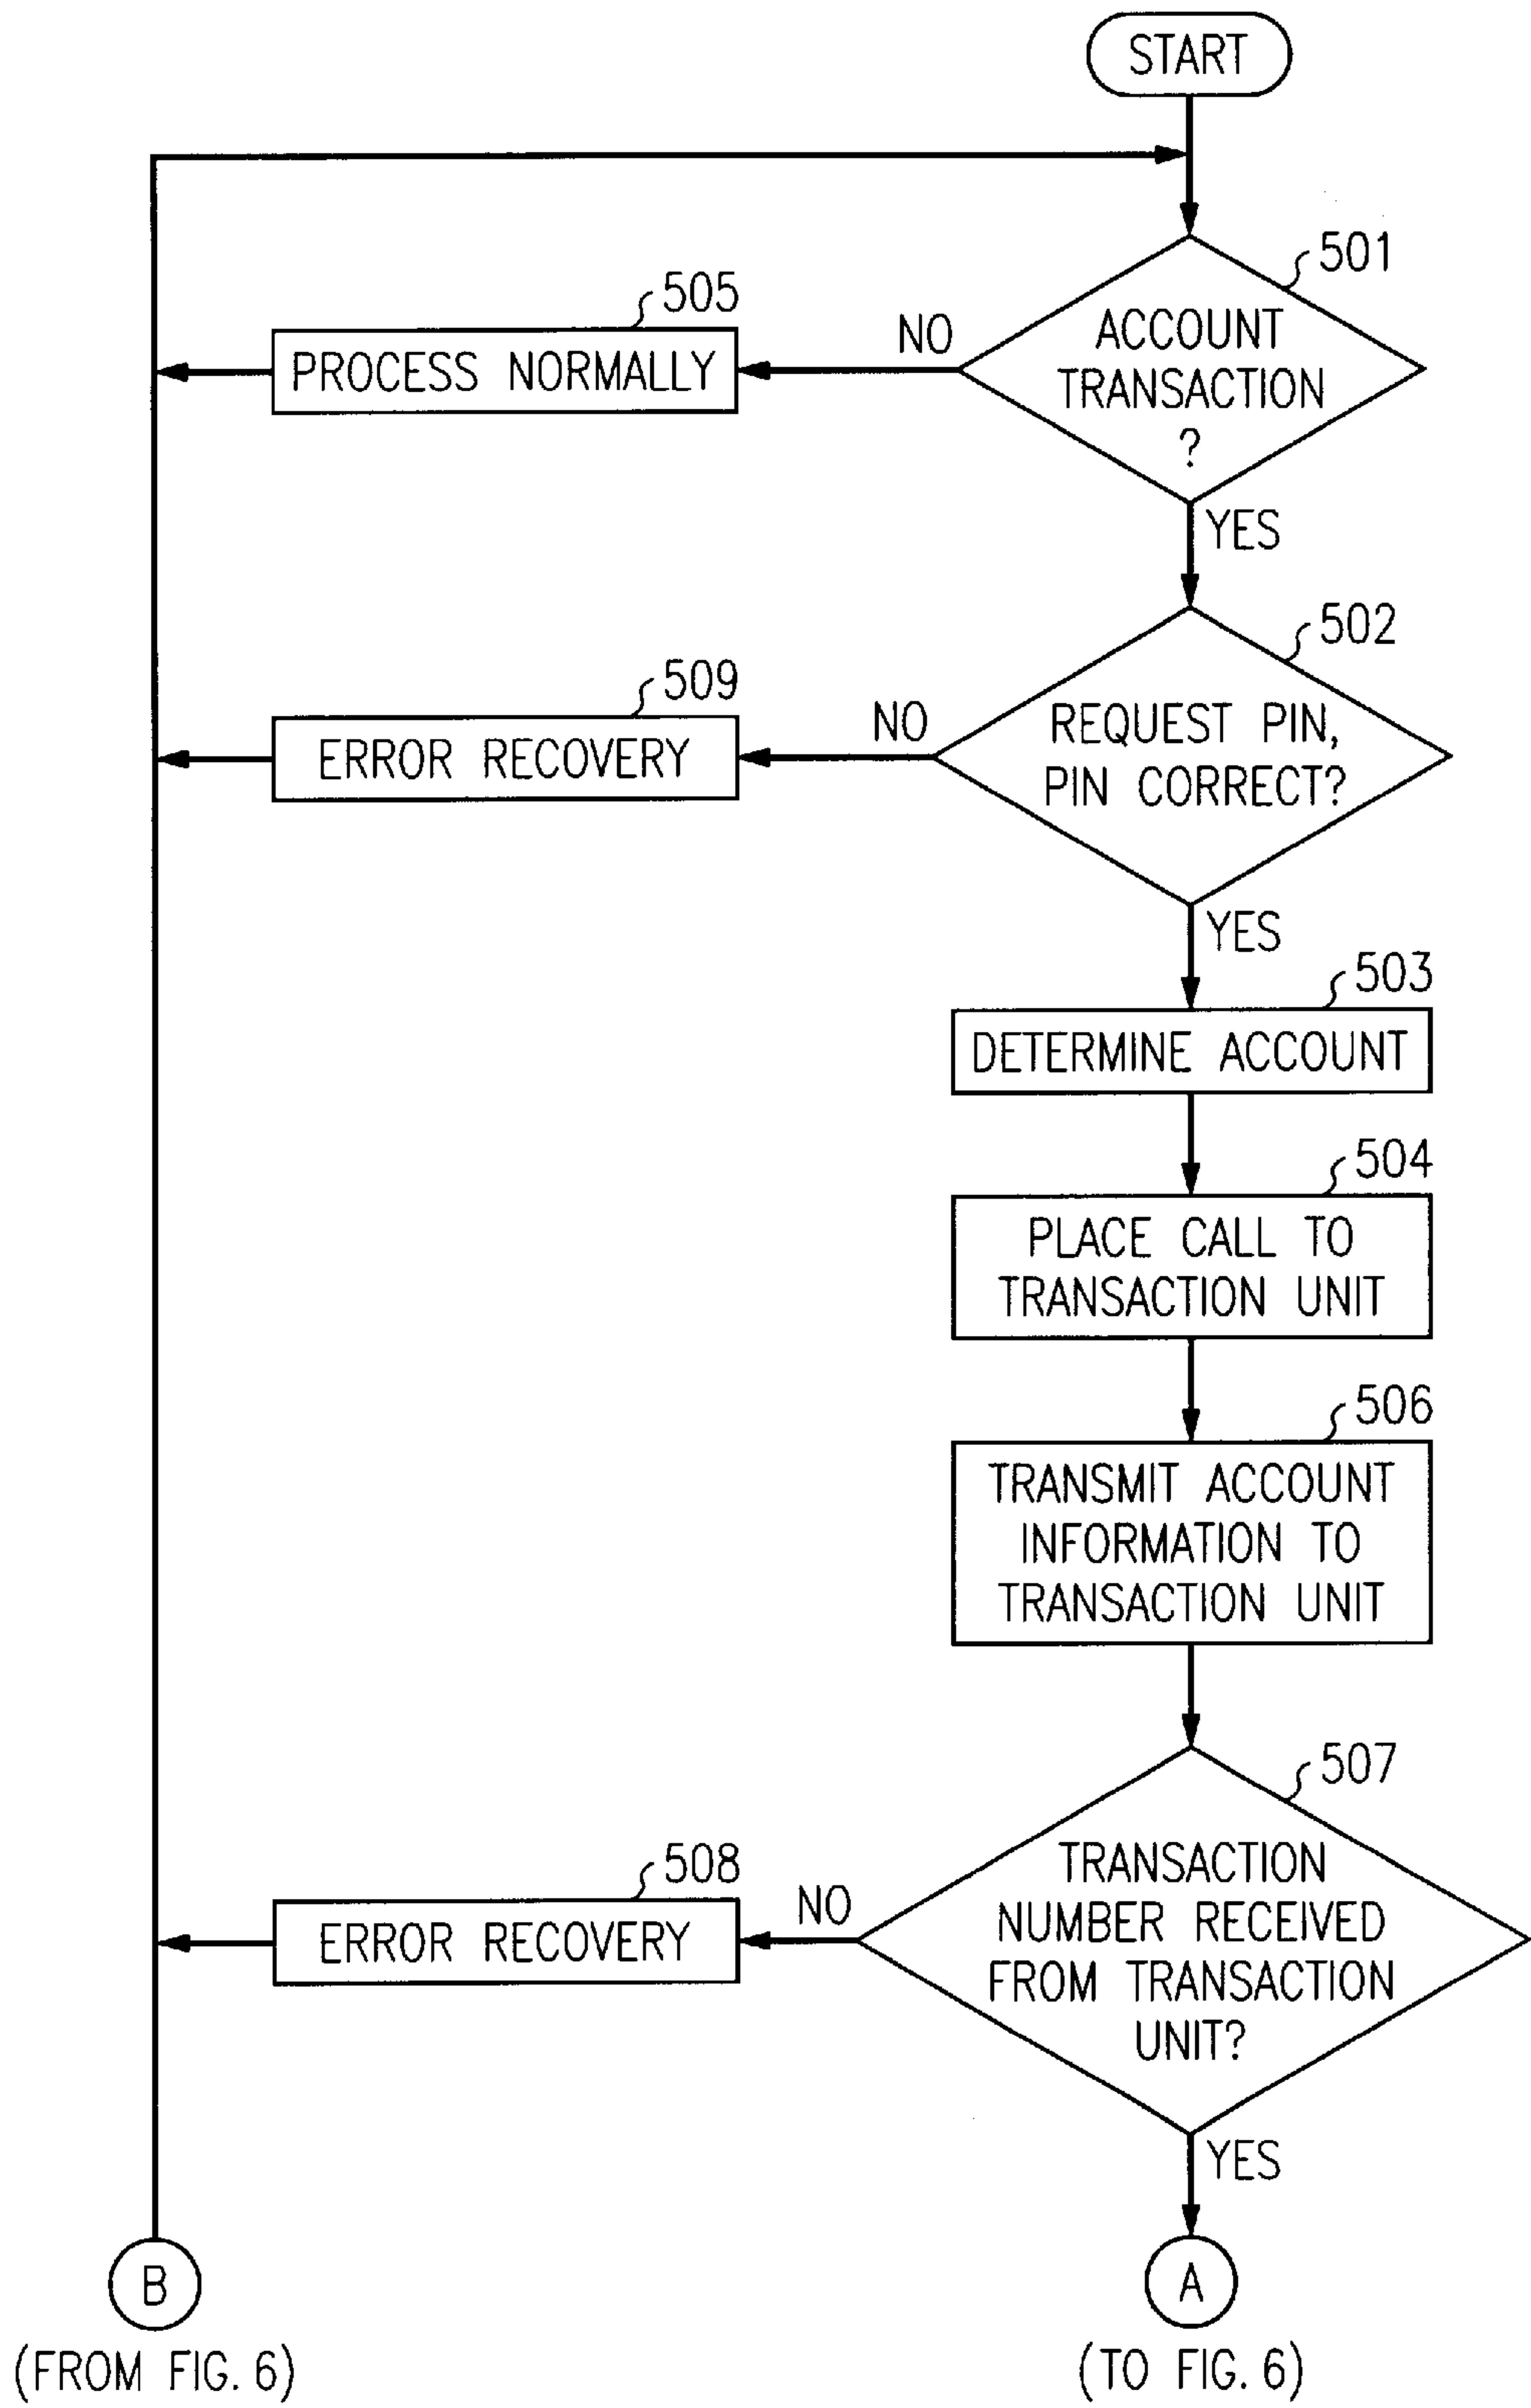 START
501
ACCOUNT
TRANSACTION
?
NO
505
PROCESS NORMALLY
YES
502
REQUEST PIN,
PIN CORRECT?
NO
509
ERROR RECOVERY
YES
503
DETERMINE ACCOUNT
504
PLACE CALL TO
TRANSACTION UNIT
506
TRANSMIT ACCOUNT
INFORMATION TO
TRANSACTION UNIT
507
TRANSACTION
NUMBER RECEIVED
FROM TRANSACTION
UNIT?
NO
508
ERROR RECOVERY
YES
B
(FROM FIG. 6)
A
(TO FIG. 6)